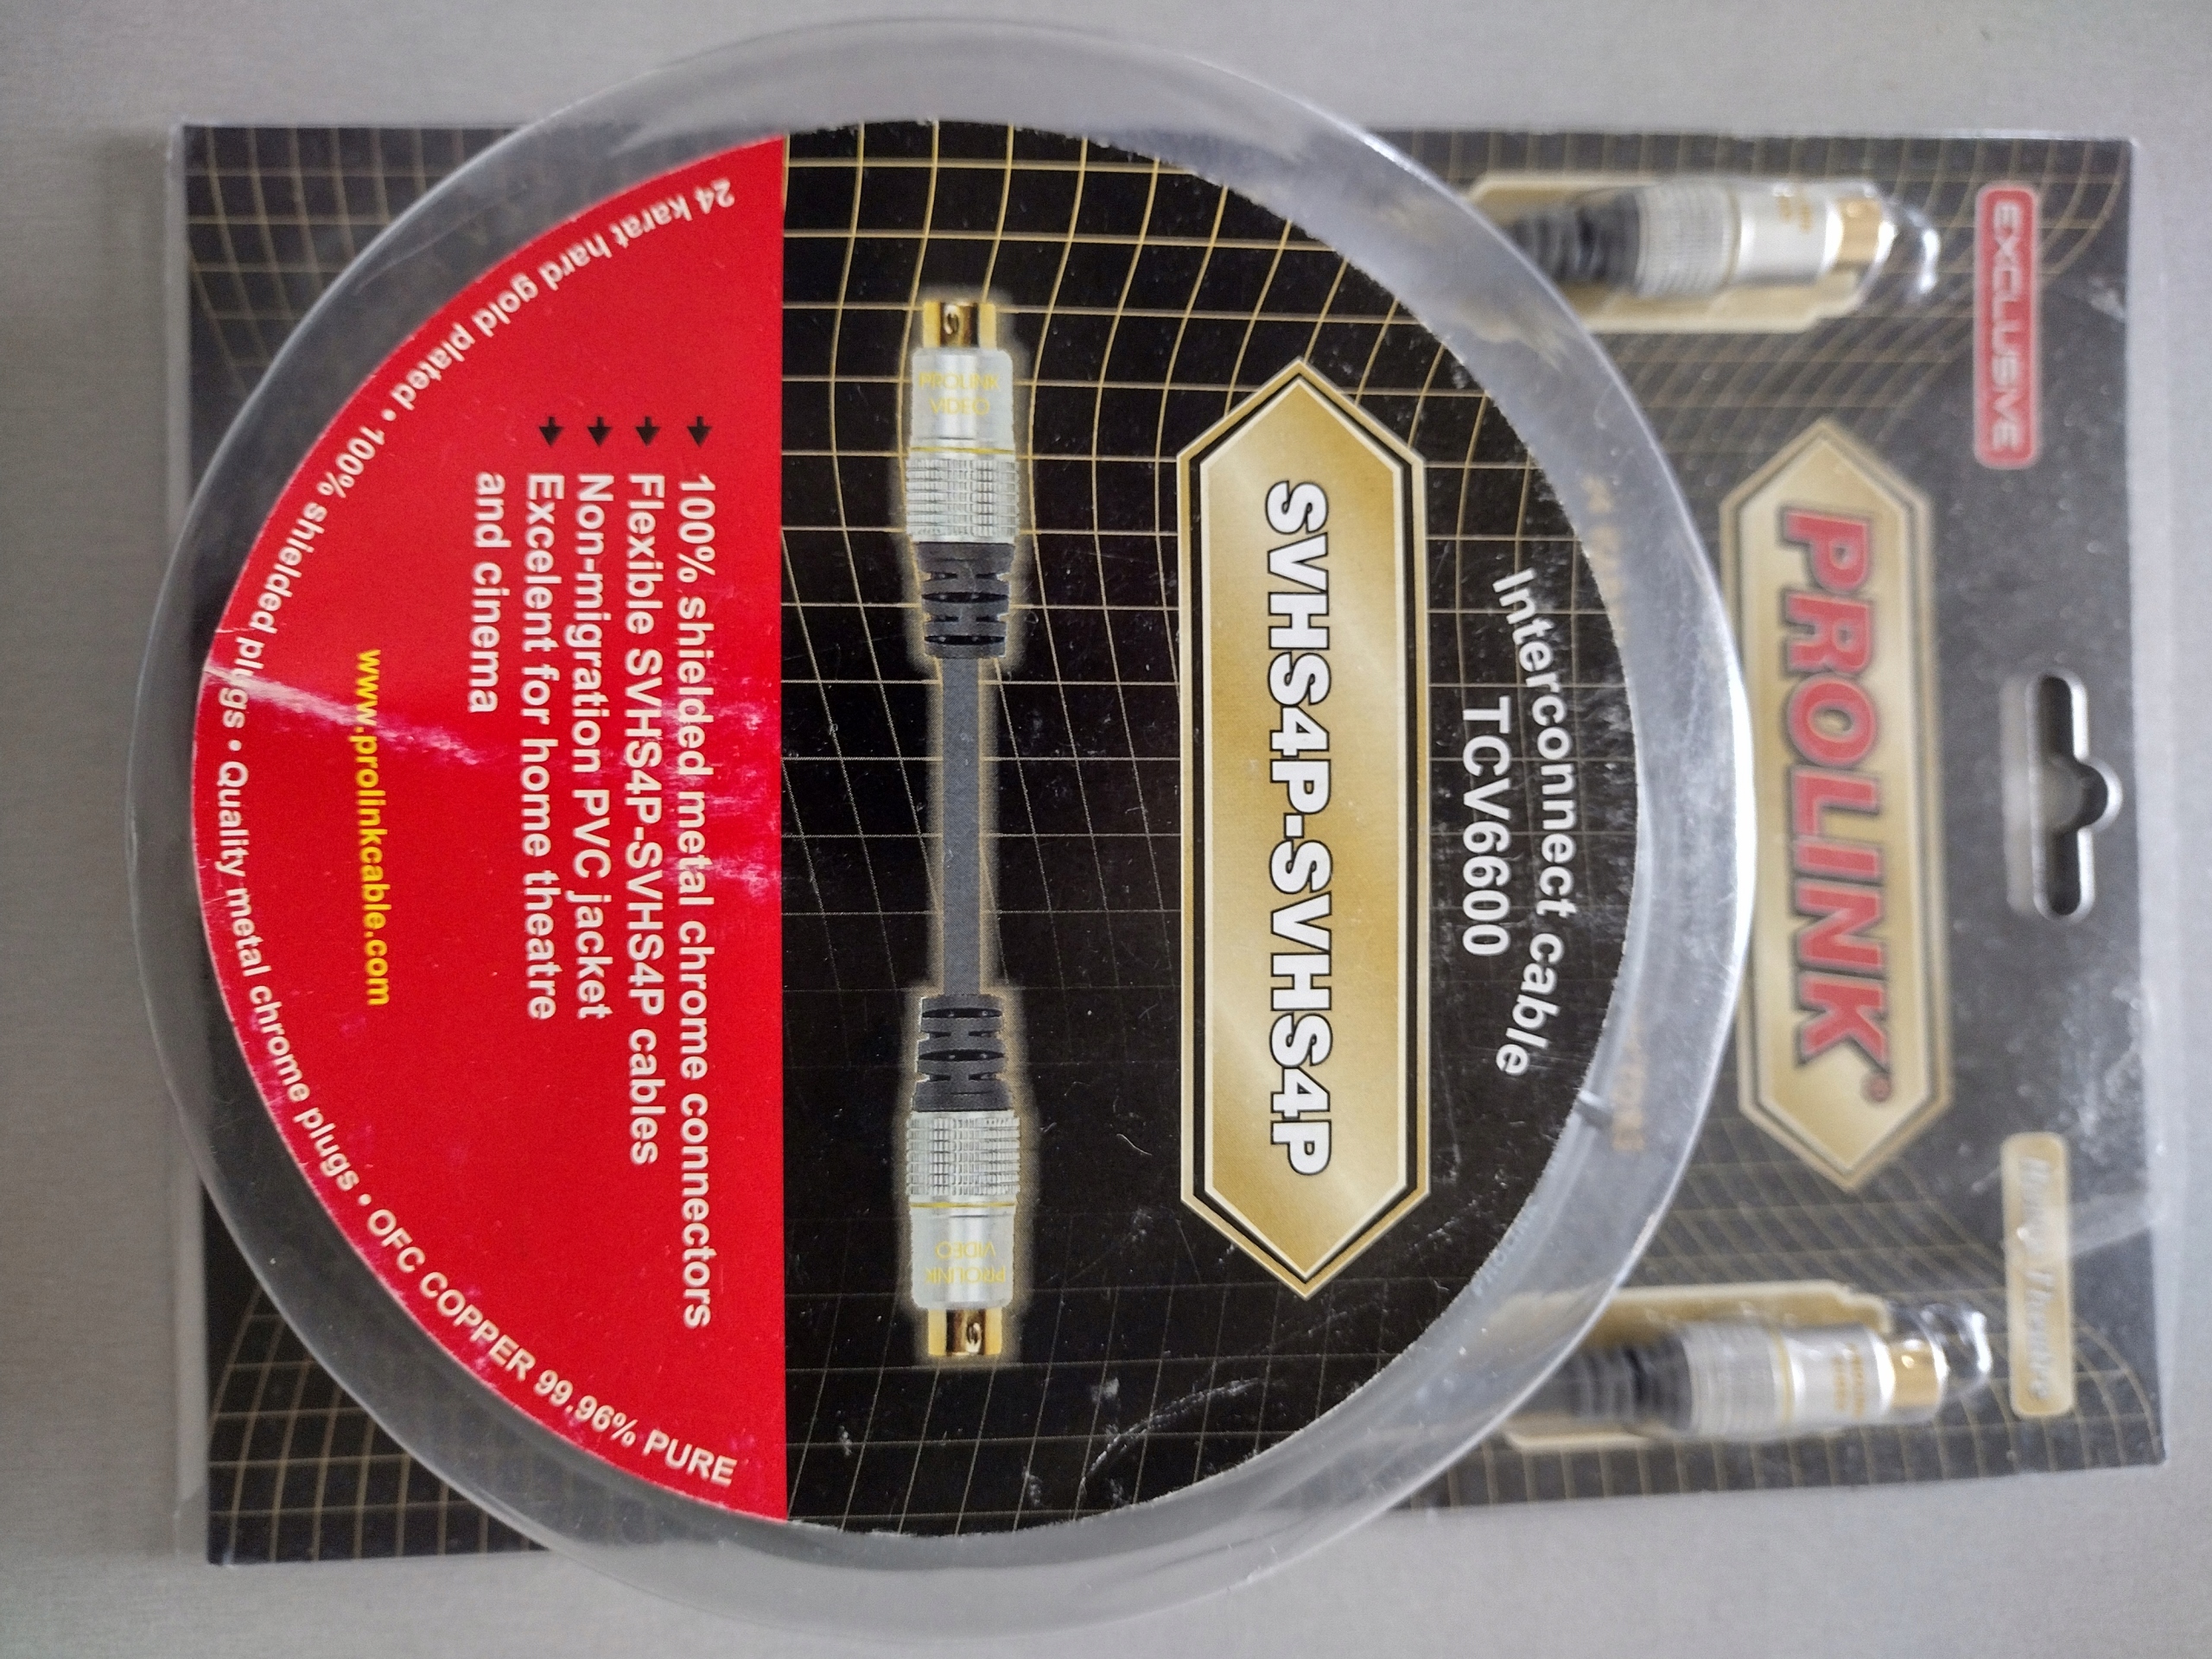 EXCLUSIVE
PROLINK®
Home Theatre
Interconnect cable
TCV6600
SVHS4P-SVHS4P
PROLINK
VIDEO
PROLINK
VIDEO
100% shielded metal chrome connectors
Flexible SVHS4P-SVHS4P cables
Non-migration PVC jacket
Excelent for home theatre
and cinema
www.prolinkcable.com
24 karat hard gold plated • 100% shielded plugs • Quality metal chrome plugs • OFC COPPER 99.96% PURE